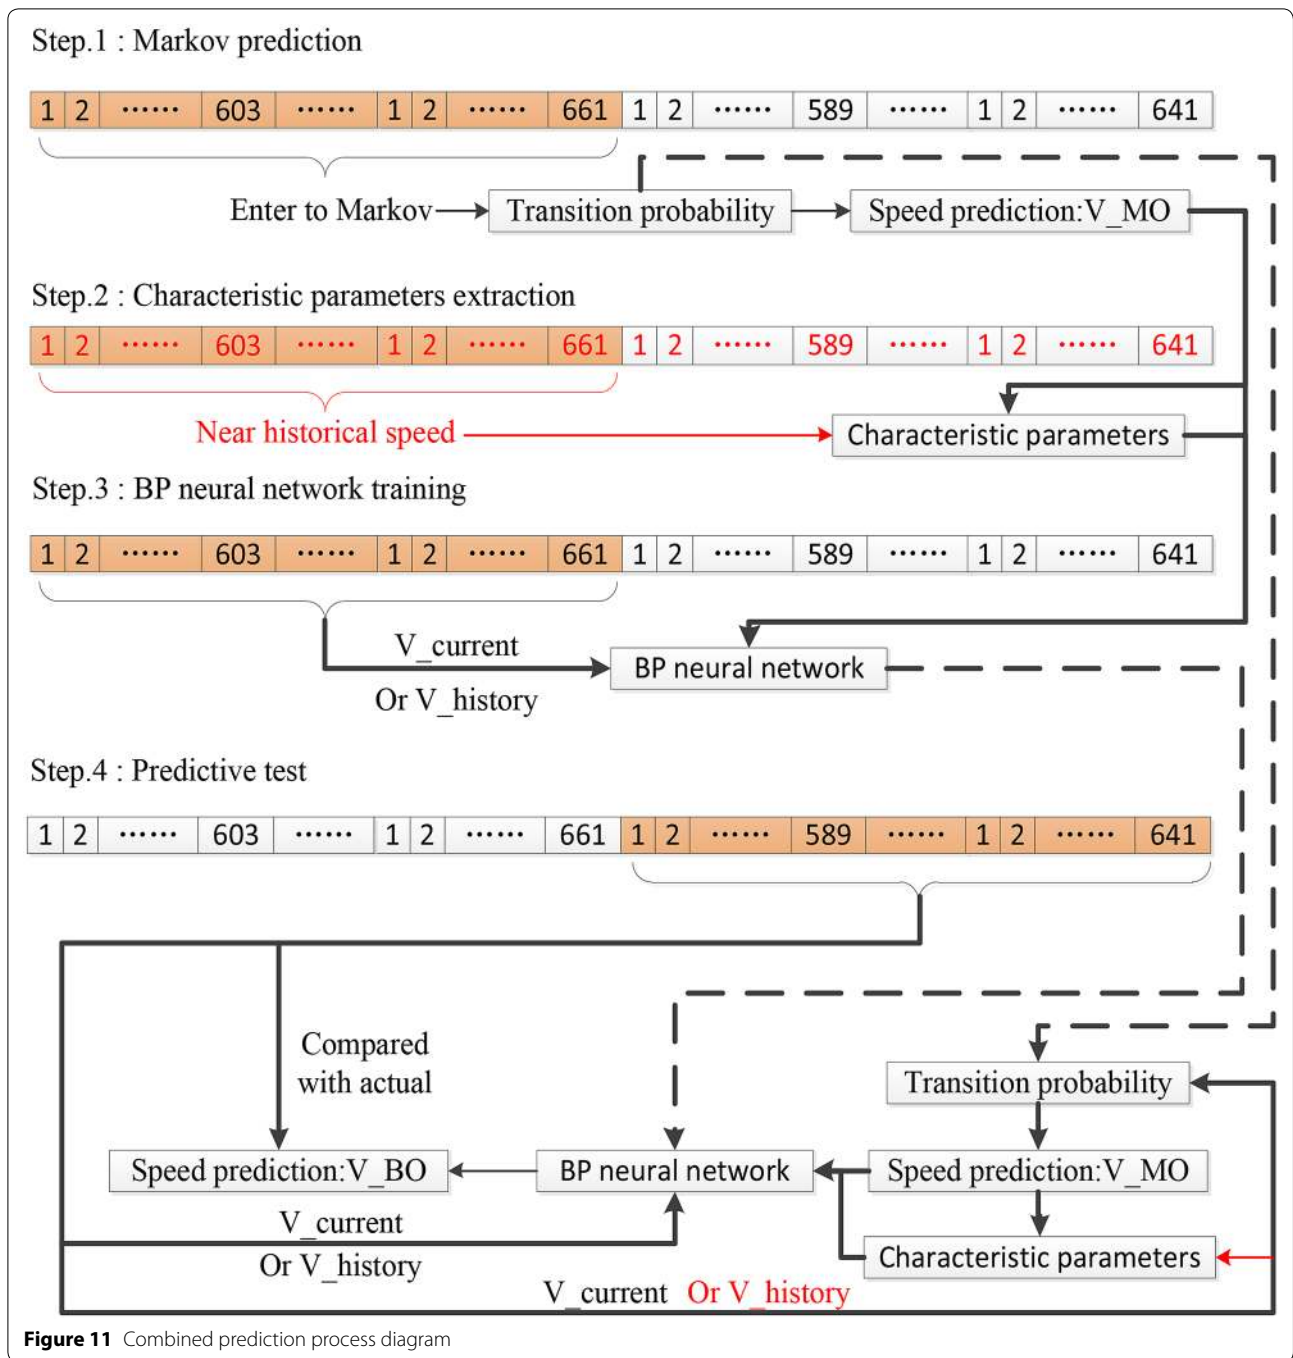 Step.1 : Markov prediction
1 2 ······ 603 ······ 1 2 ······ 661 1 2 ······ 589 ······ 1 2 ······ 641
Enter to Markov Transition probability Speed prediction:V_MO
Step.2 : Characteristic parameters extraction
1 2 ······ 603 ······ 1 2 ······ 661 1 2 ······ 589 ······ 1 2 ······ 641
Near historical speed Characteristic parameters
Step.3 : BP neural network training
1 2 ······ 603 ······ 1 2 ······ 661 1 2 ······ 589 ······ 1 2 ······ 641
V_current
BP neural network
Or V_history
Step.4 : Predictive test
1 2 ······ 603 ······ 1 2 ······ 661 1 2 ······ 589 ······ 1 2 ······ 641
Compared
with actual
Transition probability
Speed prediction:V_BO BP neural network Speed prediction:V_MO
V_current
Or V_history
Characteristic parameters
V_current Or V_history
Figure 11 Combined prediction process diagram